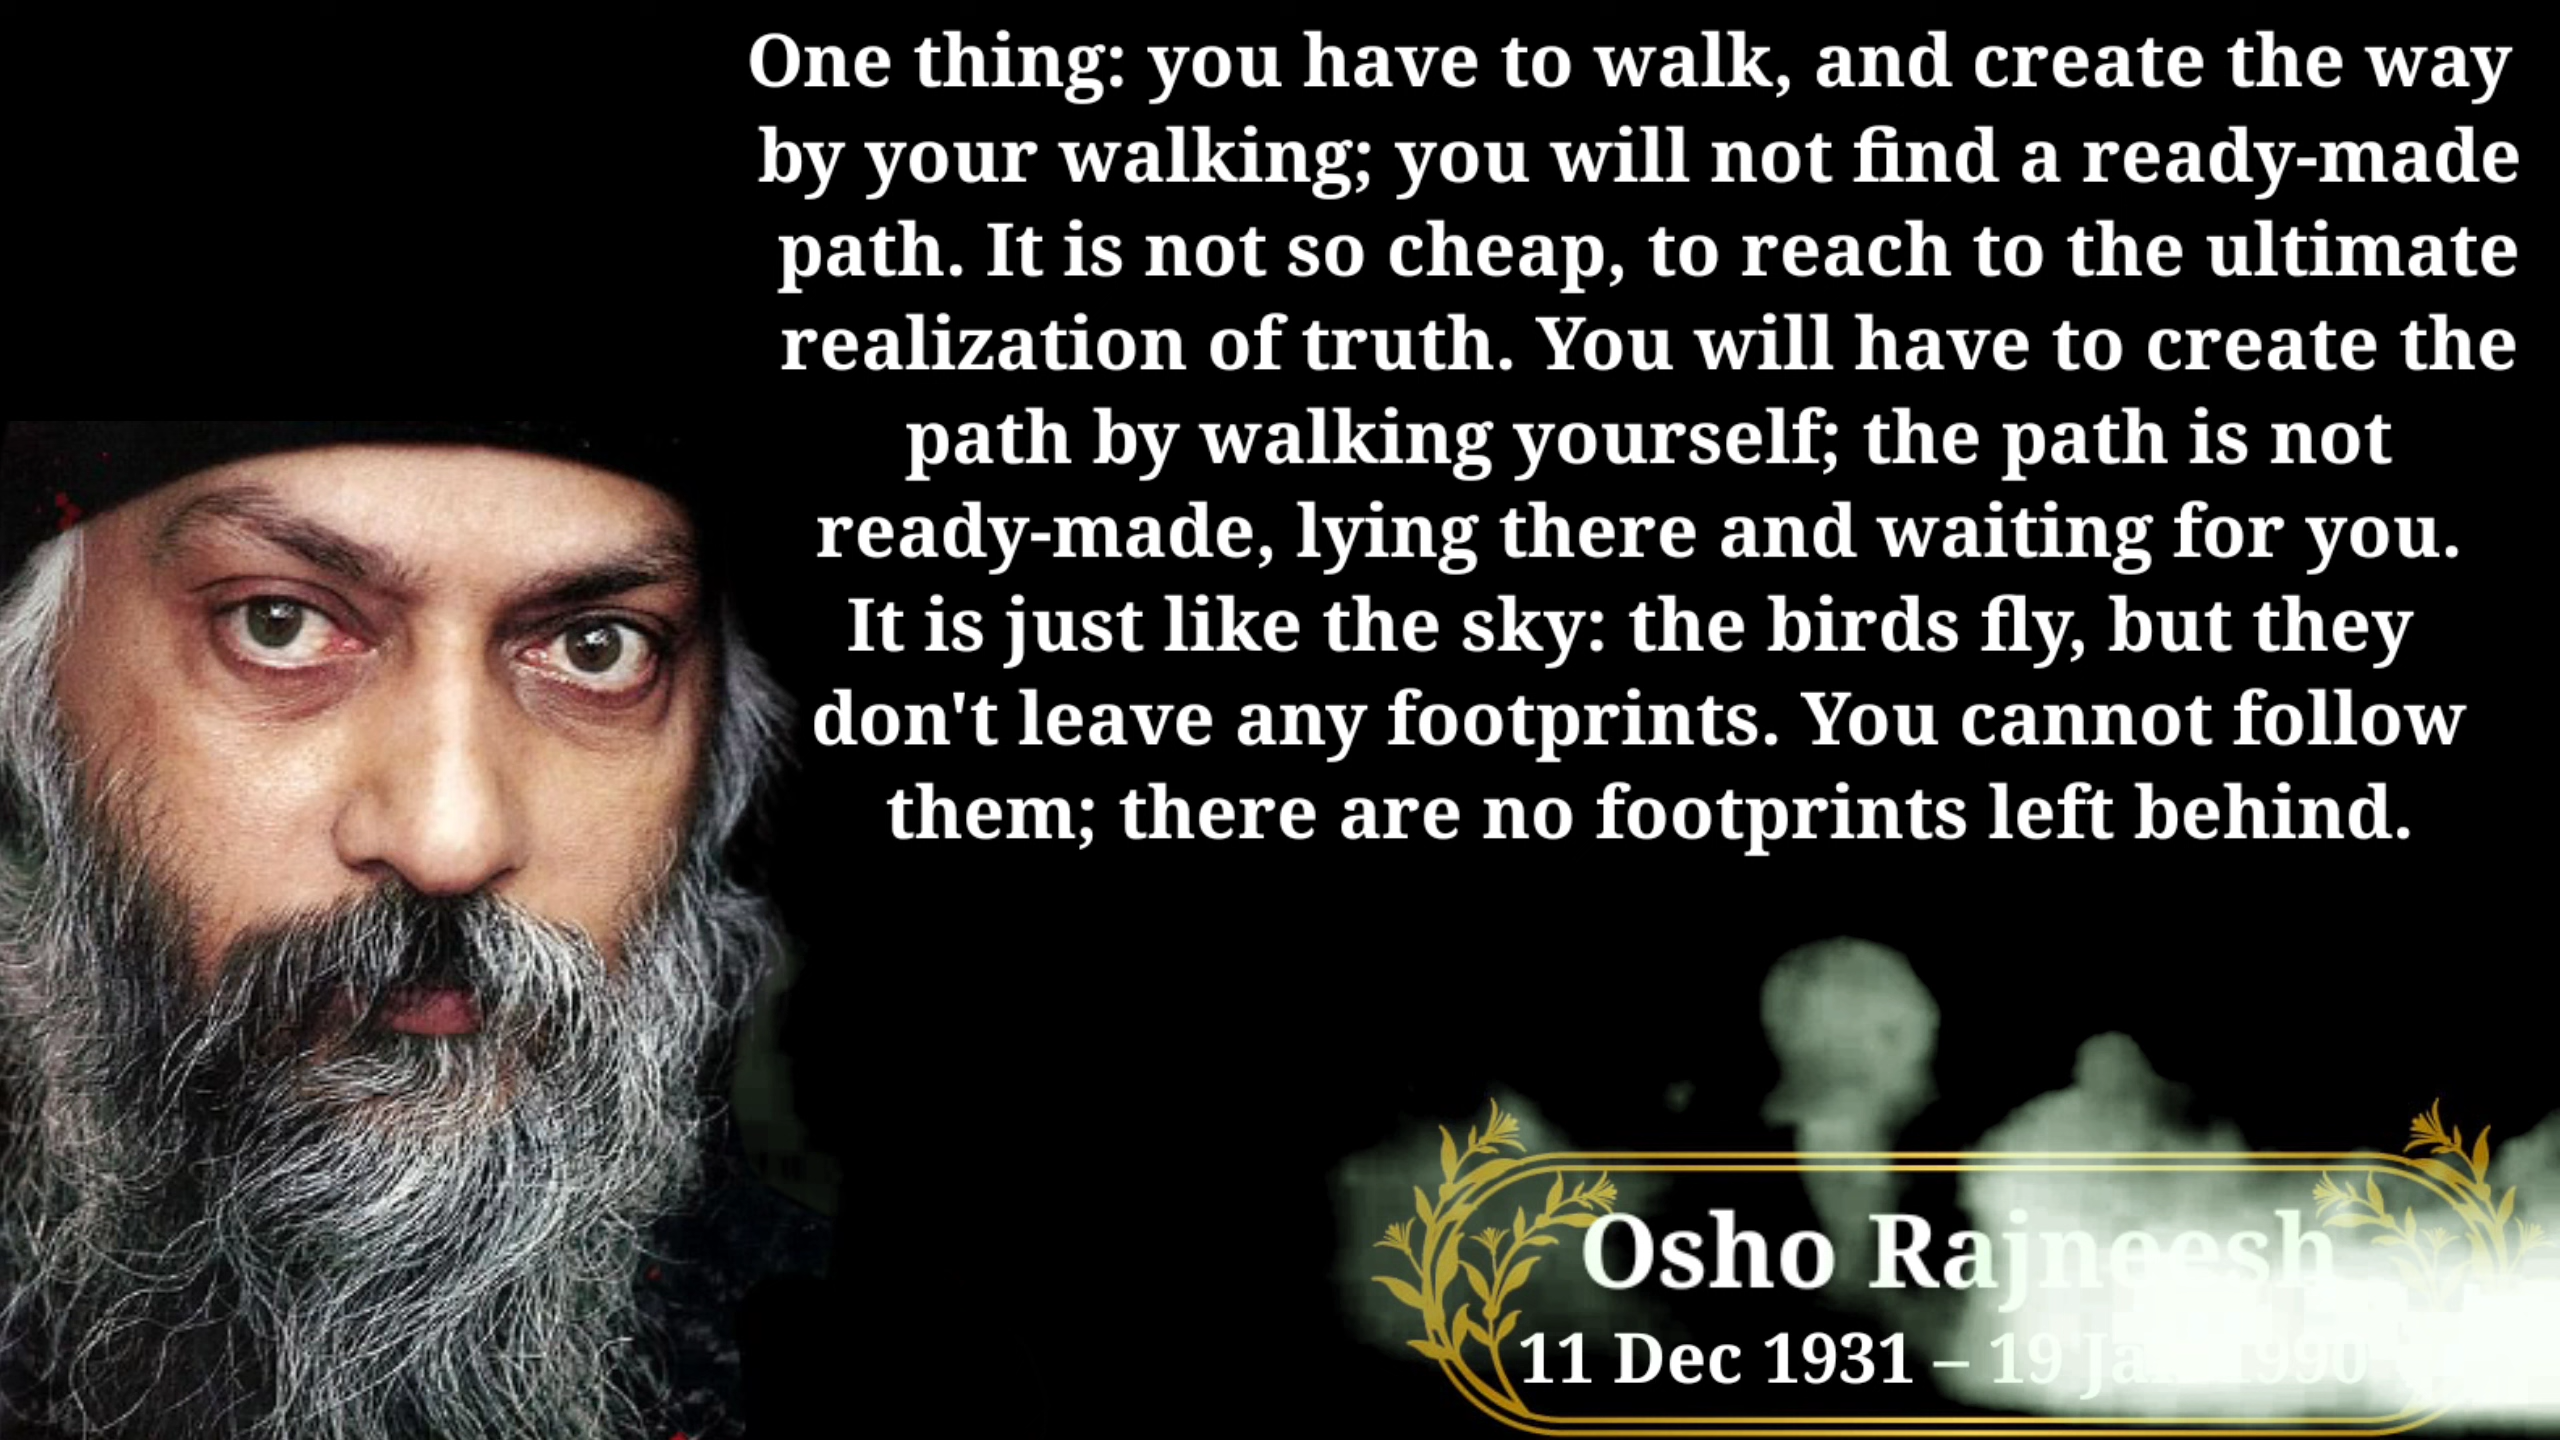 One thing: you have to walk, and create the way
by your walking; you will not find a ready-made
path. It is not so cheap, to reach to the ultimate
realization of truth. You will have to create the
path by walking yourself; the path is not
ready-made, lying there and waiting for you.
It is just like the sky: the birds fly, but they
don't leave any footprints. You cannot follow
them; there are no footprints left behind.
Osho Rajneesh
11 Dec 1931 – 19 Jan 1990